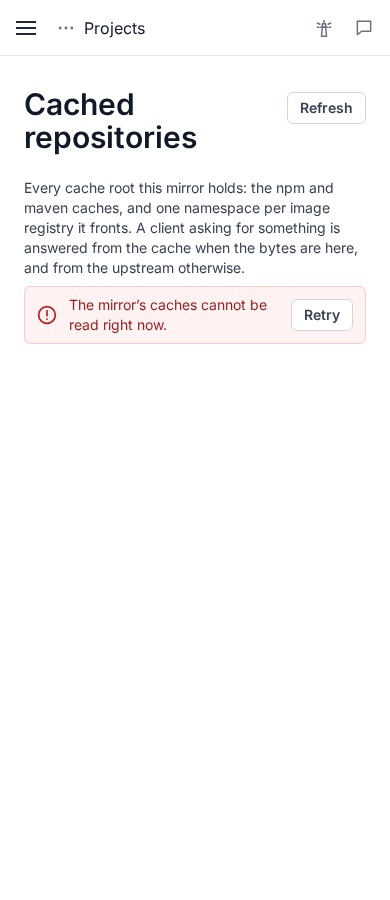 Projects
Cached
repositories
Refresh
Every cache root this mirror holds: the npm and
maven caches, and one namespace per image
registry it fronts. A client asking for something is
answered from the cache when the bytes are here,
and from the upstream otherwise.
The mirror’s caches cannot be
read right now.
Retry